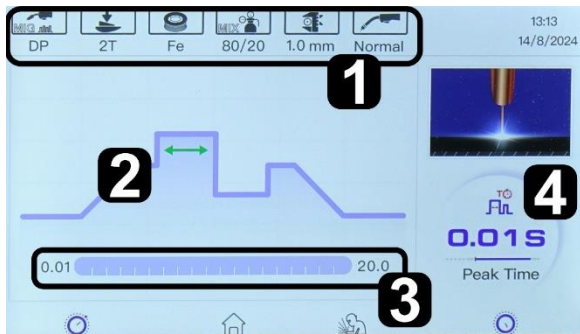 MIG
DP
2T
Fe
MIX
80/20
1.0 mm
Normal
13:13
14/8/2024
1
2
0.01
20.0
3
T
4
0.01S
Peak Time